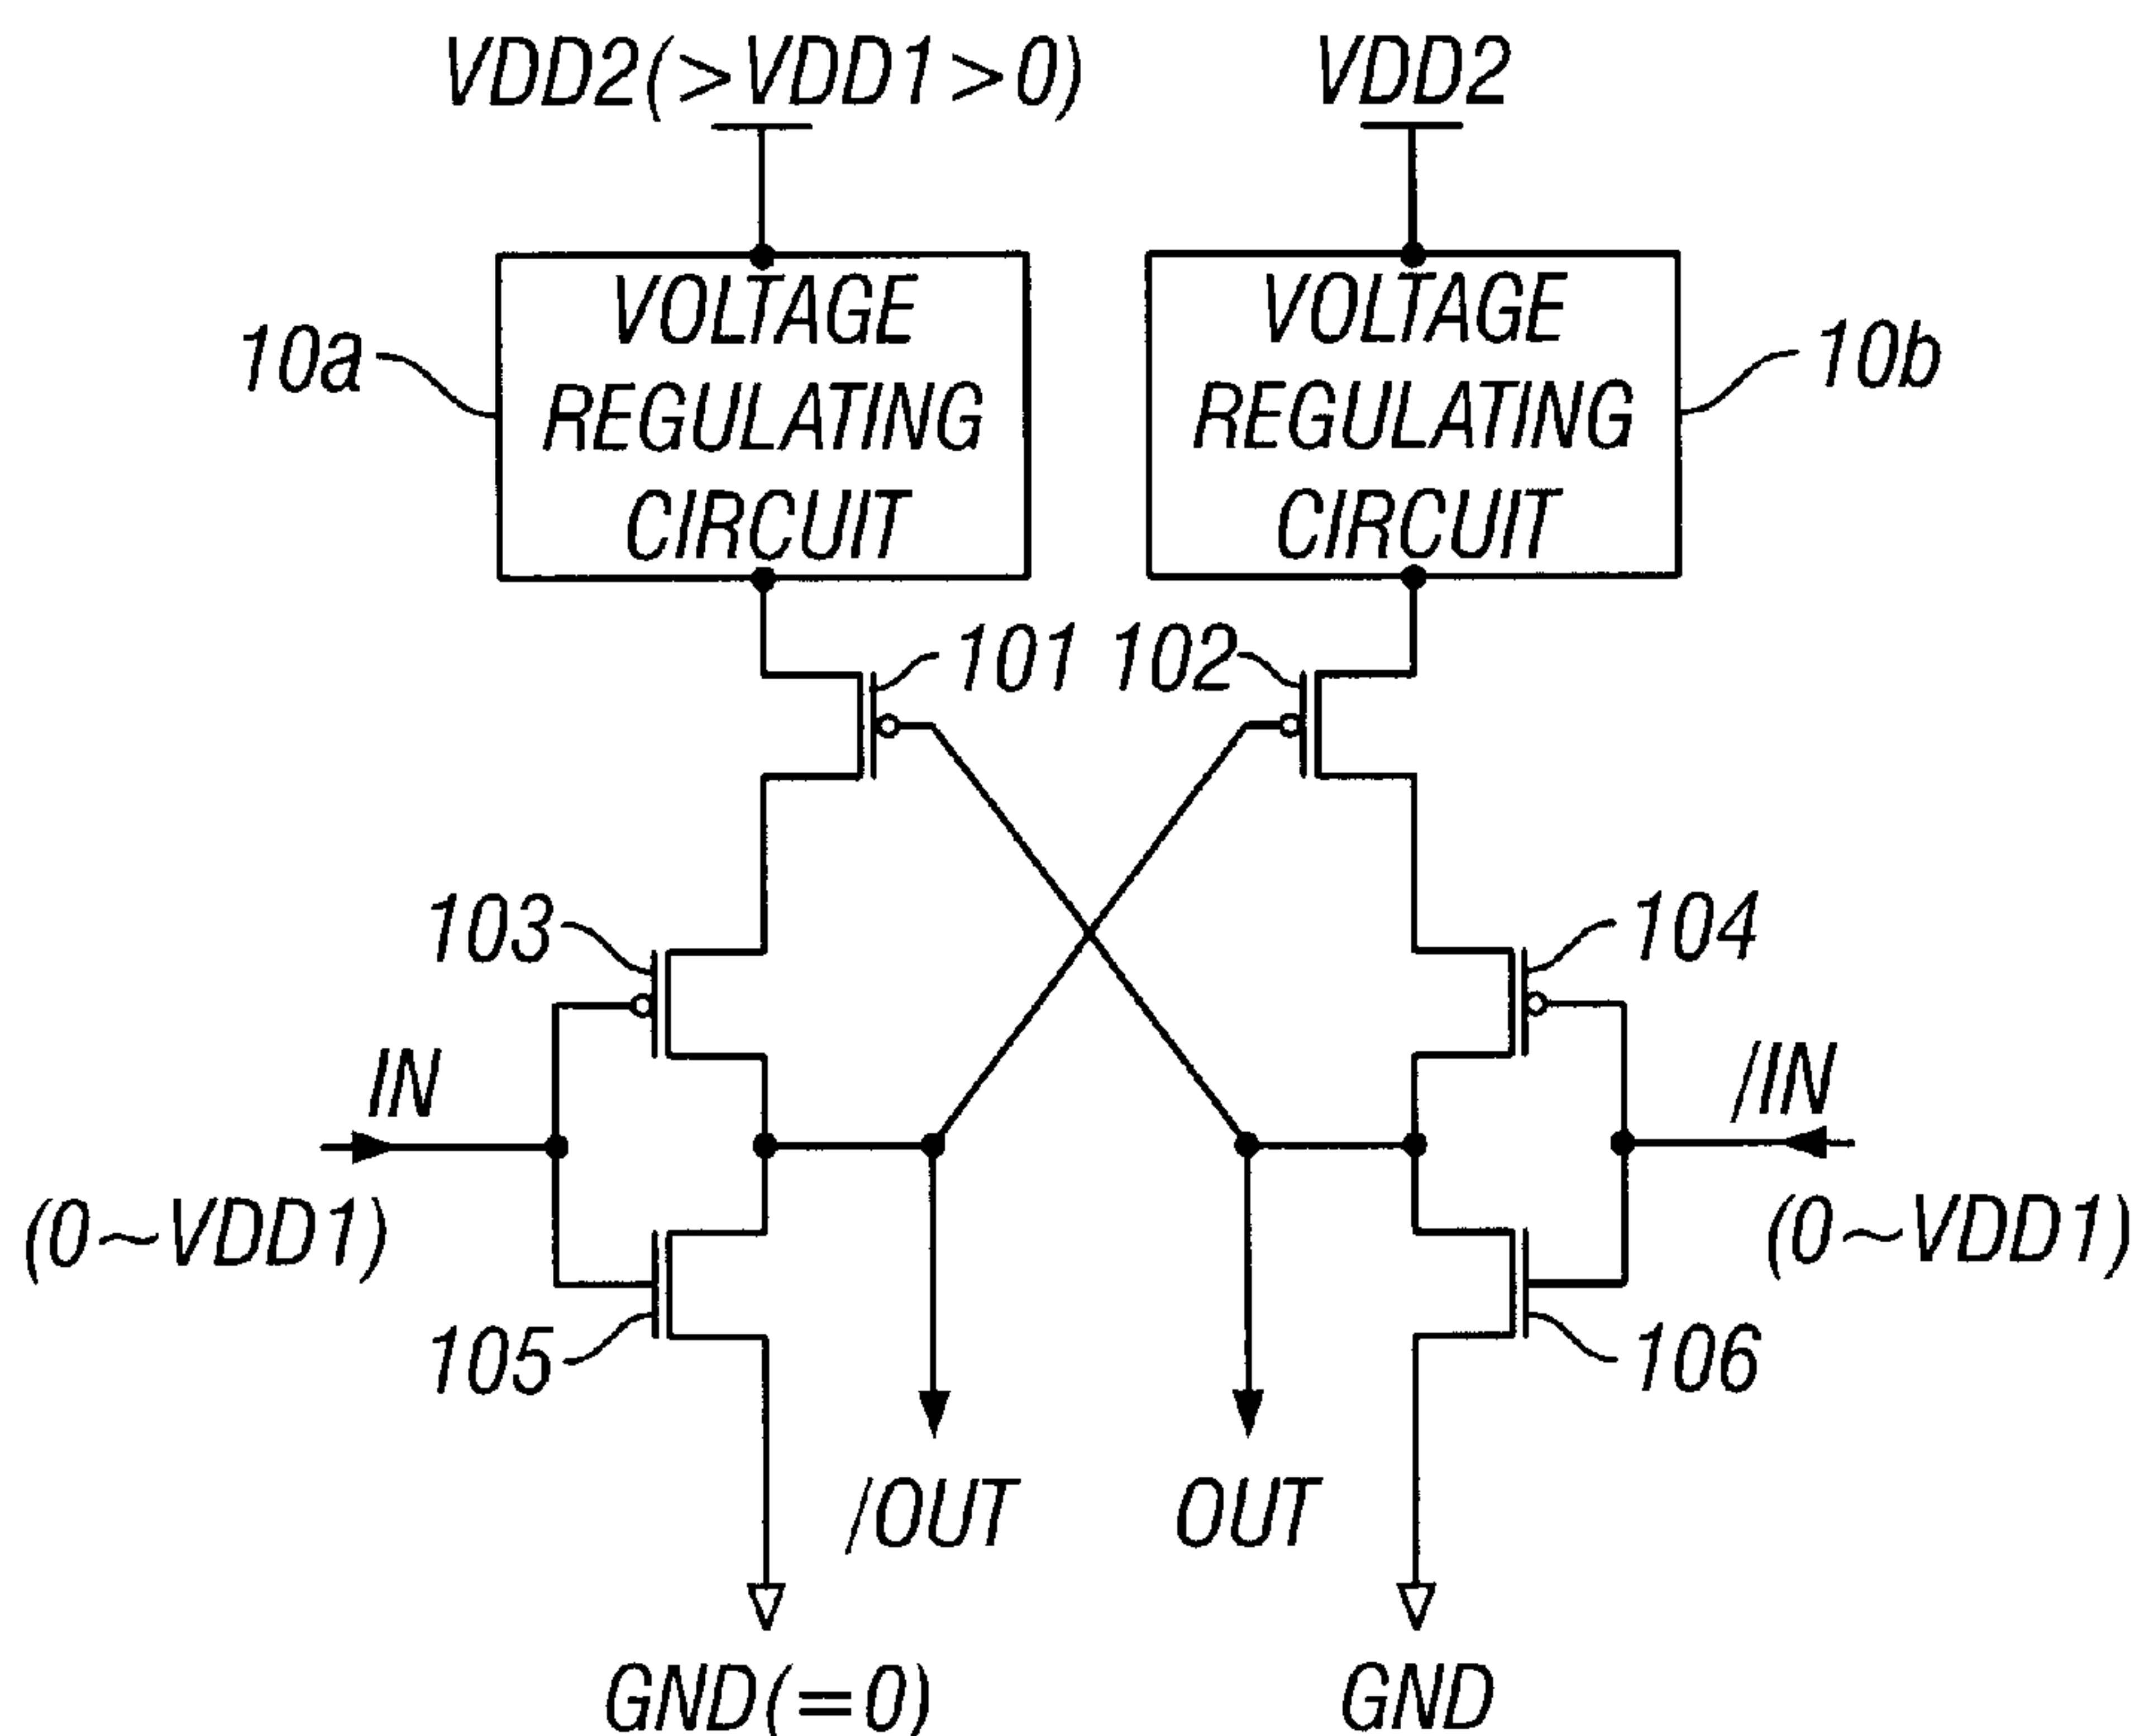 VDD2(>VDD1>0)
VDD2
VOLTAGE
REGULATING
CIRCUIT
VOLTAGE
REGULATING
CIRCUIT
10a
10b
101
102
103
104
IN
/IN
(0~VDD1)
(0~VDD1)
105
106
/OUT
OUT
GND(=0)
GND